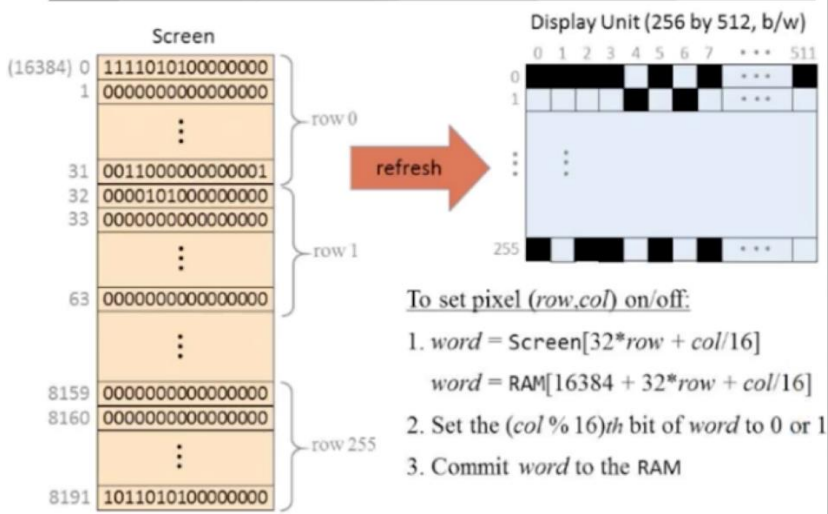 Screen
(16384) 0 1111010100000000
1 0000000000000000
row 0
31 0011000000000001
32 0000101000000000
33 0000000000000000
row 1
63 0000000000000000
8159 0000000000000000
8160 0000000000000000
row 255
8191 1011010100000000
refresh
Display Unit (256 by 512, b/w)
0 1 2 3 4 5 6 7 ... 511
0 ...
1 ...
255 ...
To set pixel (row,col) on/off:
1. word = Screen[32*row + col/16]
word = RAM[16384 + 32*row + col/16]
2. Set the (col % 16)th bit of word to 0 or 1
3. Commit word to the RAM